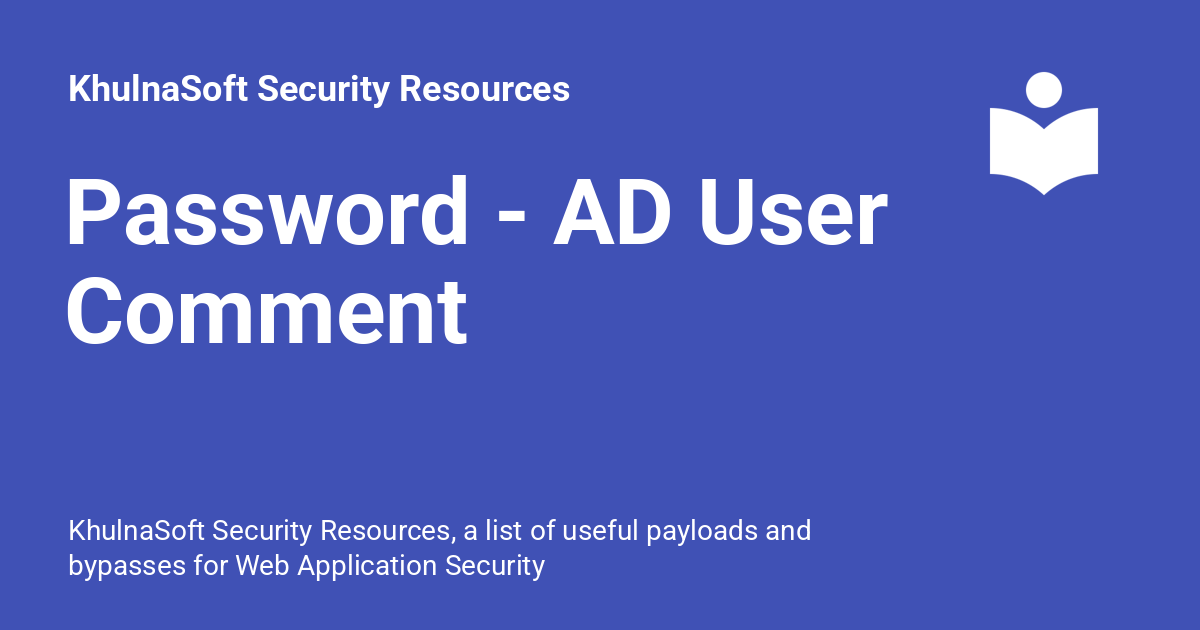 KhulnaSoft Security Resources
Password - AD User
Comment
KhulnaSoft Security Resources, a list of useful payloads and
bypasses for Web Application Security